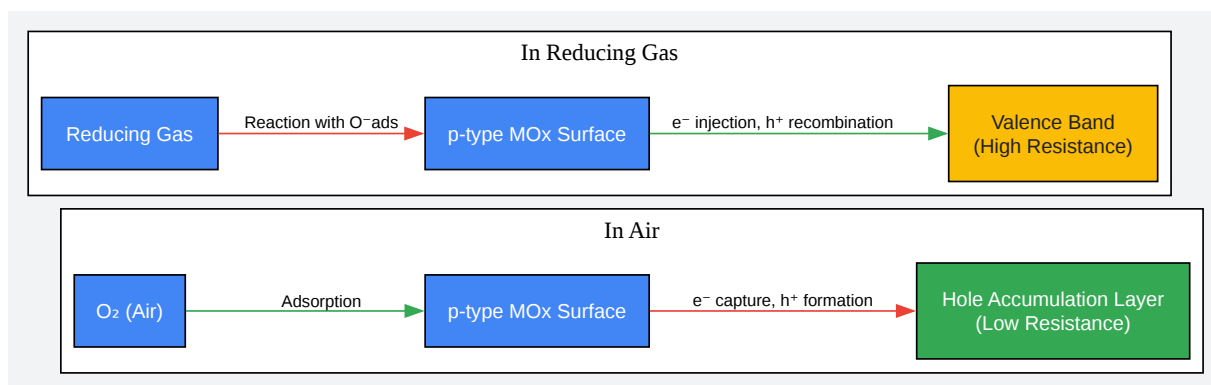 In Reducing Gas
Reducing Gas
Reaction with O⁻ads
p-type MOx Surface
e⁻ injection, h⁺ recombination
Valence Band
(High Resistance)
In Air
O₂ (Air)
Adsorption
p-type MOx Surface
e⁻ capture, h⁺ formation
Hole Accumulation Layer
(Low Resistance)